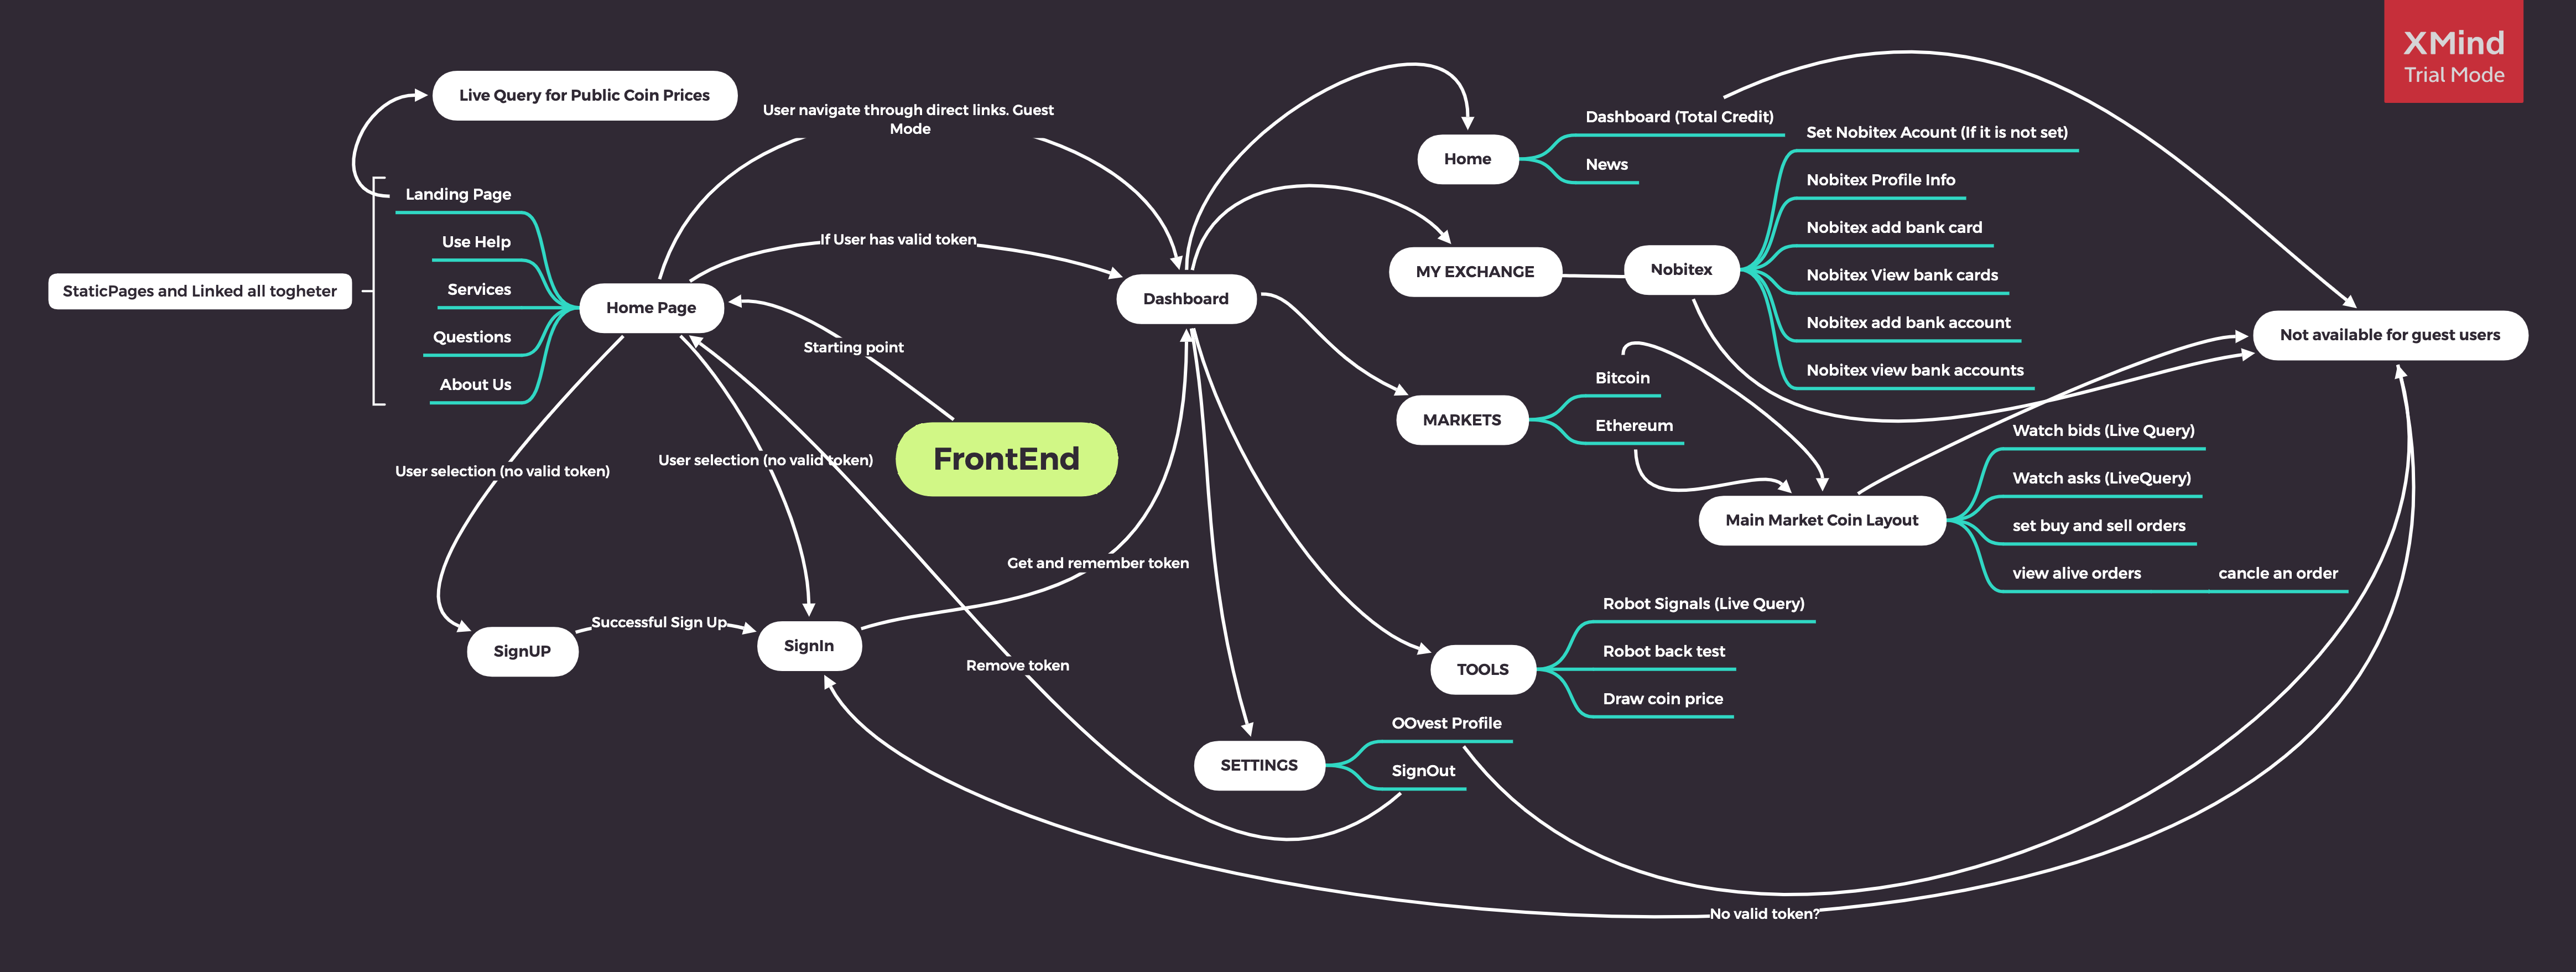 XMind
Trial Mode
Live Query for Public Coin Prices
User navigate through direct links. Guest
Mode
Landing Page
Use Help
Services
Questions
About Us
StaticPages and Linked all togheter
Home Page
If User has valid token
Starting point
FrontEnd
User selection (no valid token)
User selection (no valid token)
SignUP
Successful Sign Up
SignIn
Get and remember token
Remove token
Dashboard
Home
Dashboard (Total Credit)
News
MY EXCHANGE
Nobitex
Set Nobitex Acount (If it is not set)
Nobitex Profile Info
Nobitex add bank card
Nobitex View bank cards
Nobitex add bank account
Nobitex view bank accounts
Not available for guest users
MARKETS
Bitcoin
Ethereum
Main Market Coin Layout
Watch bids (Live Query)
Watch asks (LiveQuery)
set buy and sell orders
view alive orders
cancle an order
TOOLS
Robot Signals (Live Query)
Robot back test
Draw coin price
SETTINGS
OOvest Profile
SignOut
No valid token?